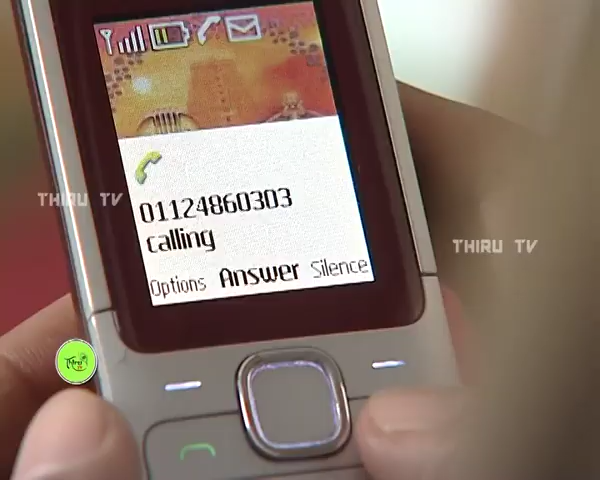 01124860303
calling
Options Answer Silence
THIRU TV
THIRU TV